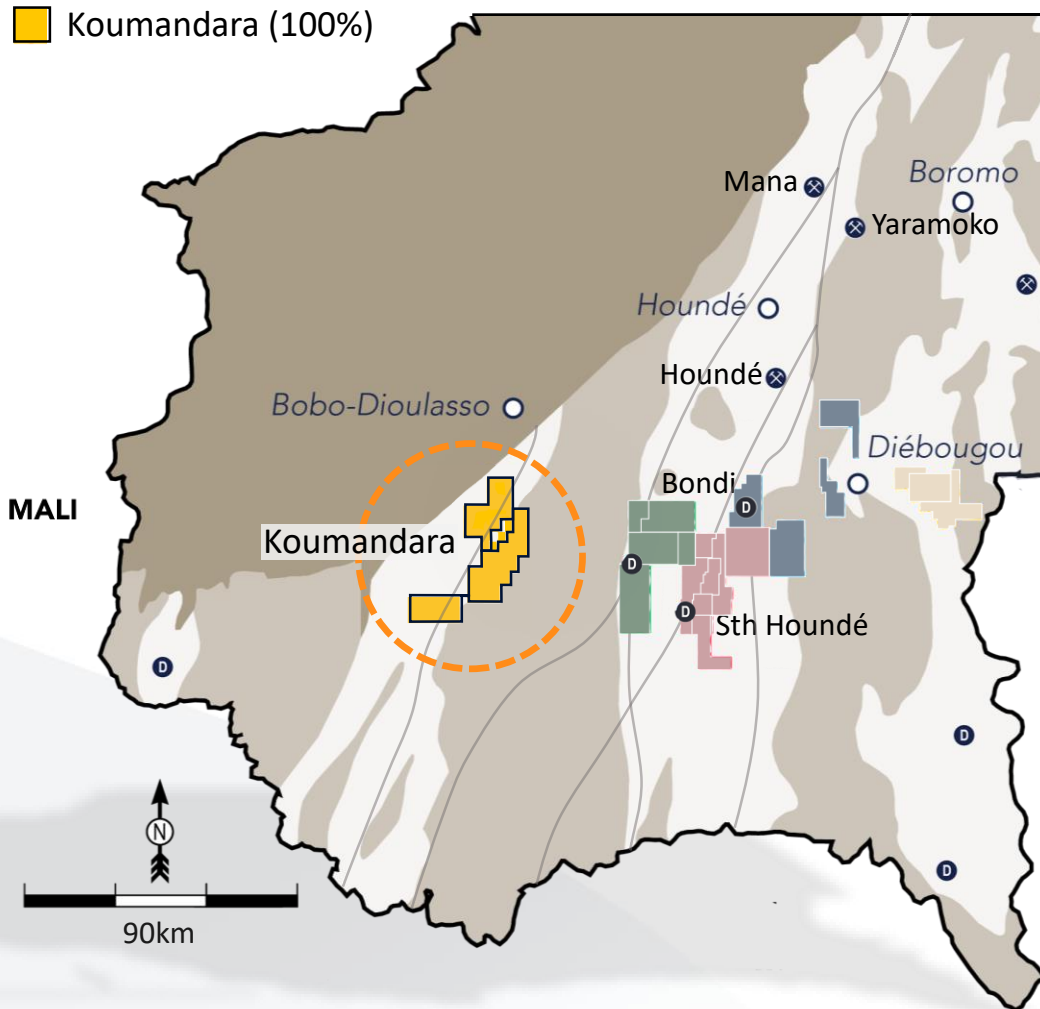 Koumandara (100%)
Mana
Boromo
Yaramoko
Houndé
Houndé
Bobo-Dioulasso
Diébougou
Bondi
D
MALI
Koumandara
D
D
Sth Houndé
D
D
N
D
90km